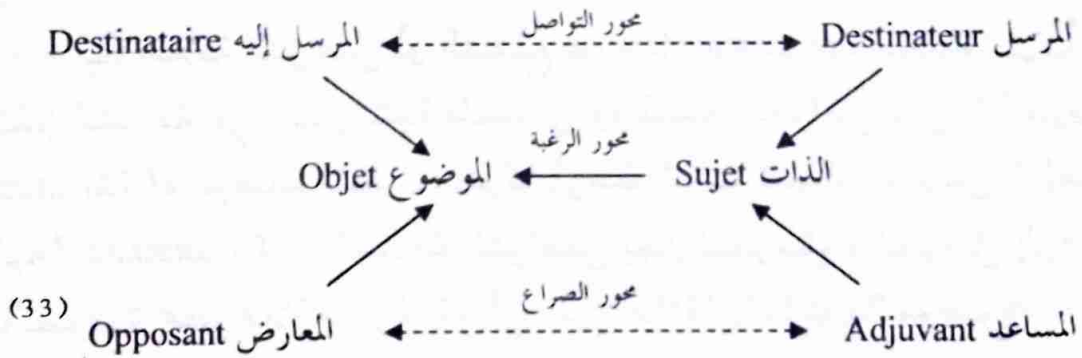 محور التواصل
المرسل Destinateur المرسل إليه Destinataire
محور الرغبة
الذات Sujet الموضوع Objet
محور الصراع
المساعد Adjuvant المعارض Opposant (33)